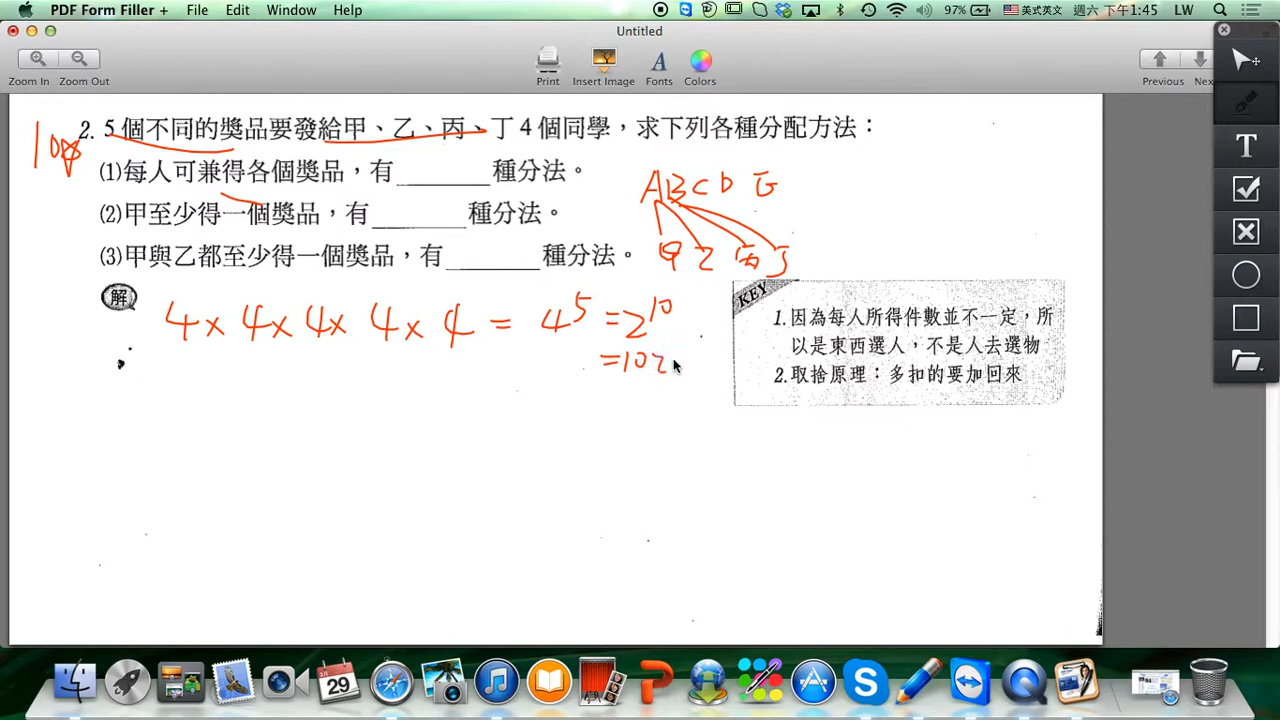 PDF Form Filler + File Edit Window Help 97% 美式英文 週六 下午1:45 LW
Untitled
Zoom In Zoom Out Print Insert Image Fonts Colors Previous Nex
2. 5 個不同的獎品要發給甲、乙、丙、丁 4 個同學，求下列各種分配方法：
10
(1)每人可兼得各個獎品，有______種分法。
(2)甲至少得一個獎品，有______種分法。
(3)甲與乙都至少得一個獎品，有______種分法。
A B C D E
甲 乙 丙 丁
解
4 × 4 × 4 × 4 × 4 = 4⁵ = 2¹⁰
= 102
KEY
1.因為每人所得件數並不一定，所
以是東西選人，不是人去選物
2.取捨原理：多扣的要加回來
T
29